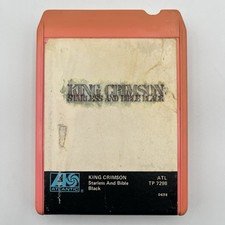 KING CRIMSON
STARLESS AND BIBLE BLACK
KING CRIMSON
Starless And Bible
Black
ATL
TP 7298
ATLANTIC